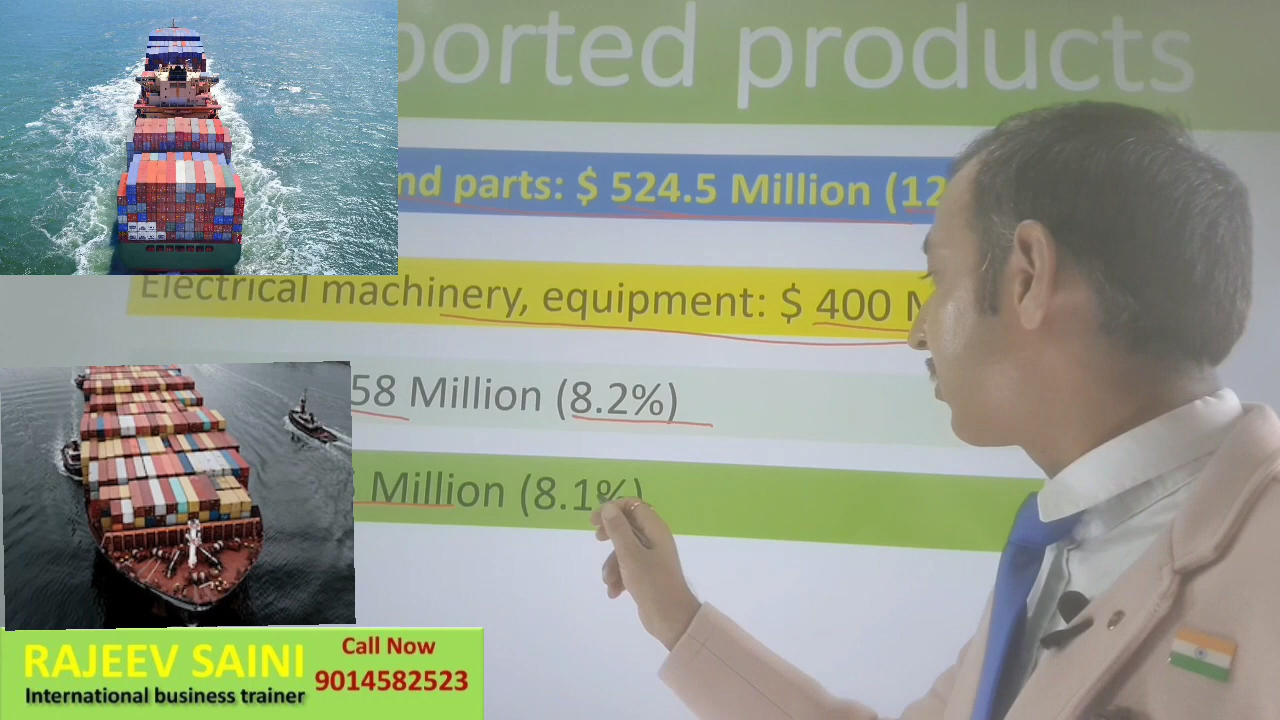 ported products
nd parts: $ 524.5 Million (12
Electrical machinery, equipment: $ 400 M
58 Million (8.2%)
Million (8.1%)
RAJEEV SAINI
International business trainer
Call Now
9014582523